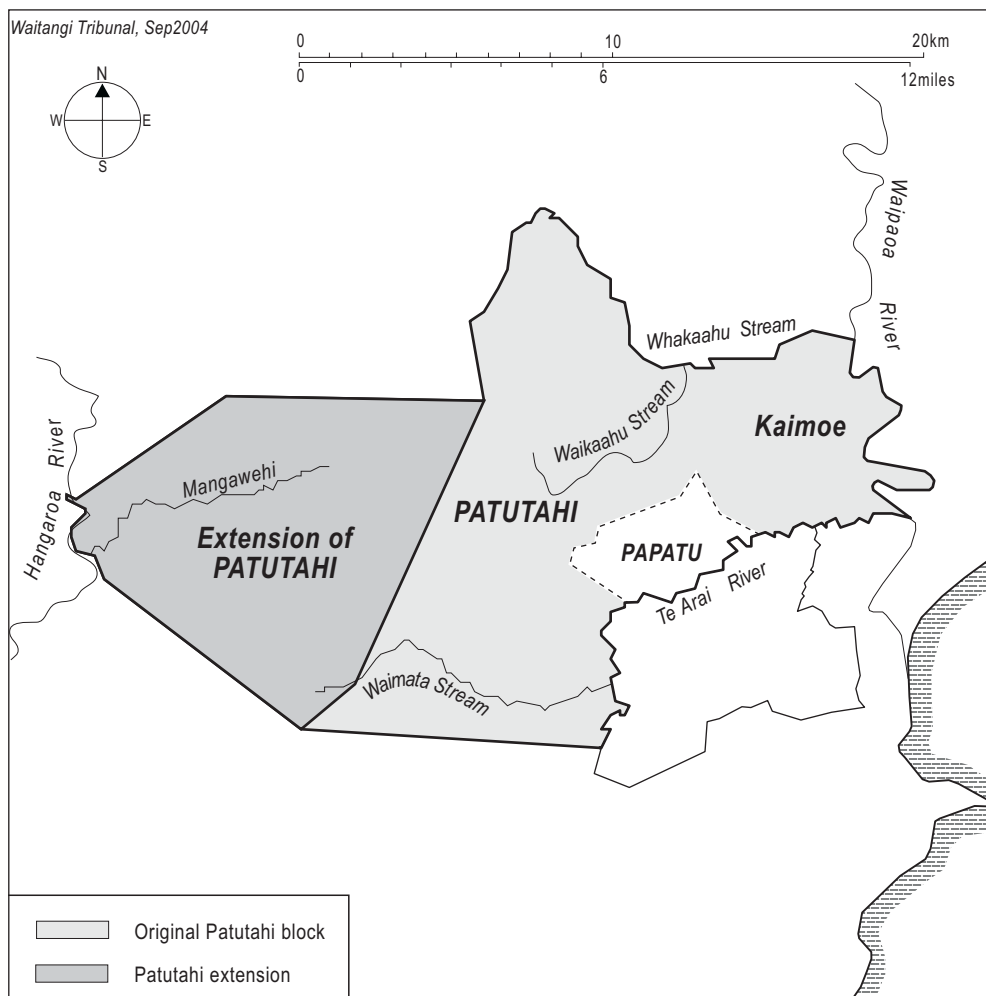 Waitangi Tribunal, Sep2004
0 10 20km
0 6 12miles
N
W E
S
Waipaoa River
Whakaahu Stream
Waikaahu Stream
Kaimoe
Hangaroa River
Mangawehi
PATUTAHI
Extension of
PATUTAHI
PAPATU
Te Arai River
Waimata Stream
Original Patutahi block
Patutahi extension